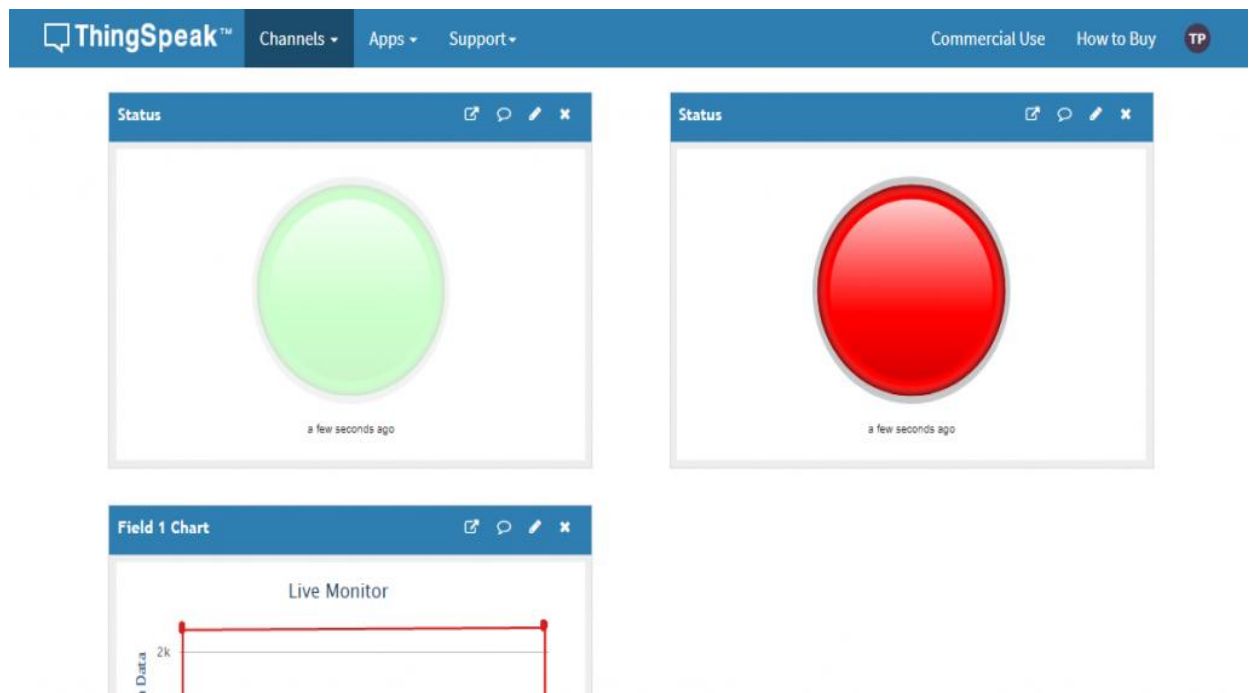 ThingSpeak™ Channels Apps Support Commercial Use How to Buy TP
Status
Status
a few seconds ago
a few seconds ago
Field 1 Chart
Live Monitor
2k
Data